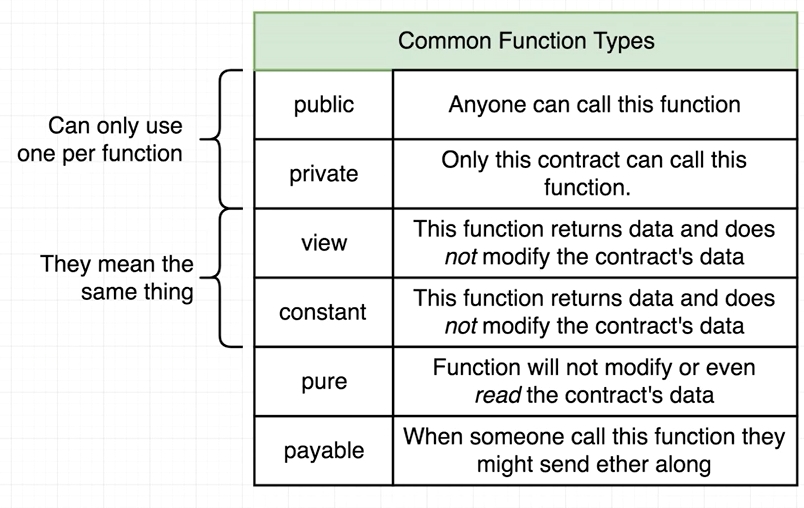 Common Function Types
Can only use
one per function
public
Anyone can call this function
private
Only this contract can call this
function.
They mean the
same thing
view
This function returns data and does
not modify the contract's data
constant
This function returns data and does
not modify the contract's data
pure
Function will not modify or even
read the contract's data
payable
When someone call this function they
might send ether along